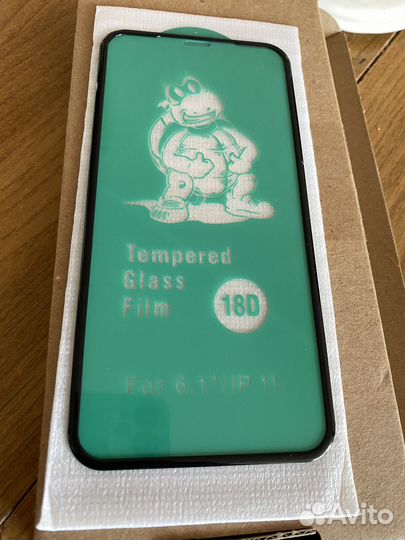 Tempered
Glass
Film
18D
For 6.1"/IP 11
Avito